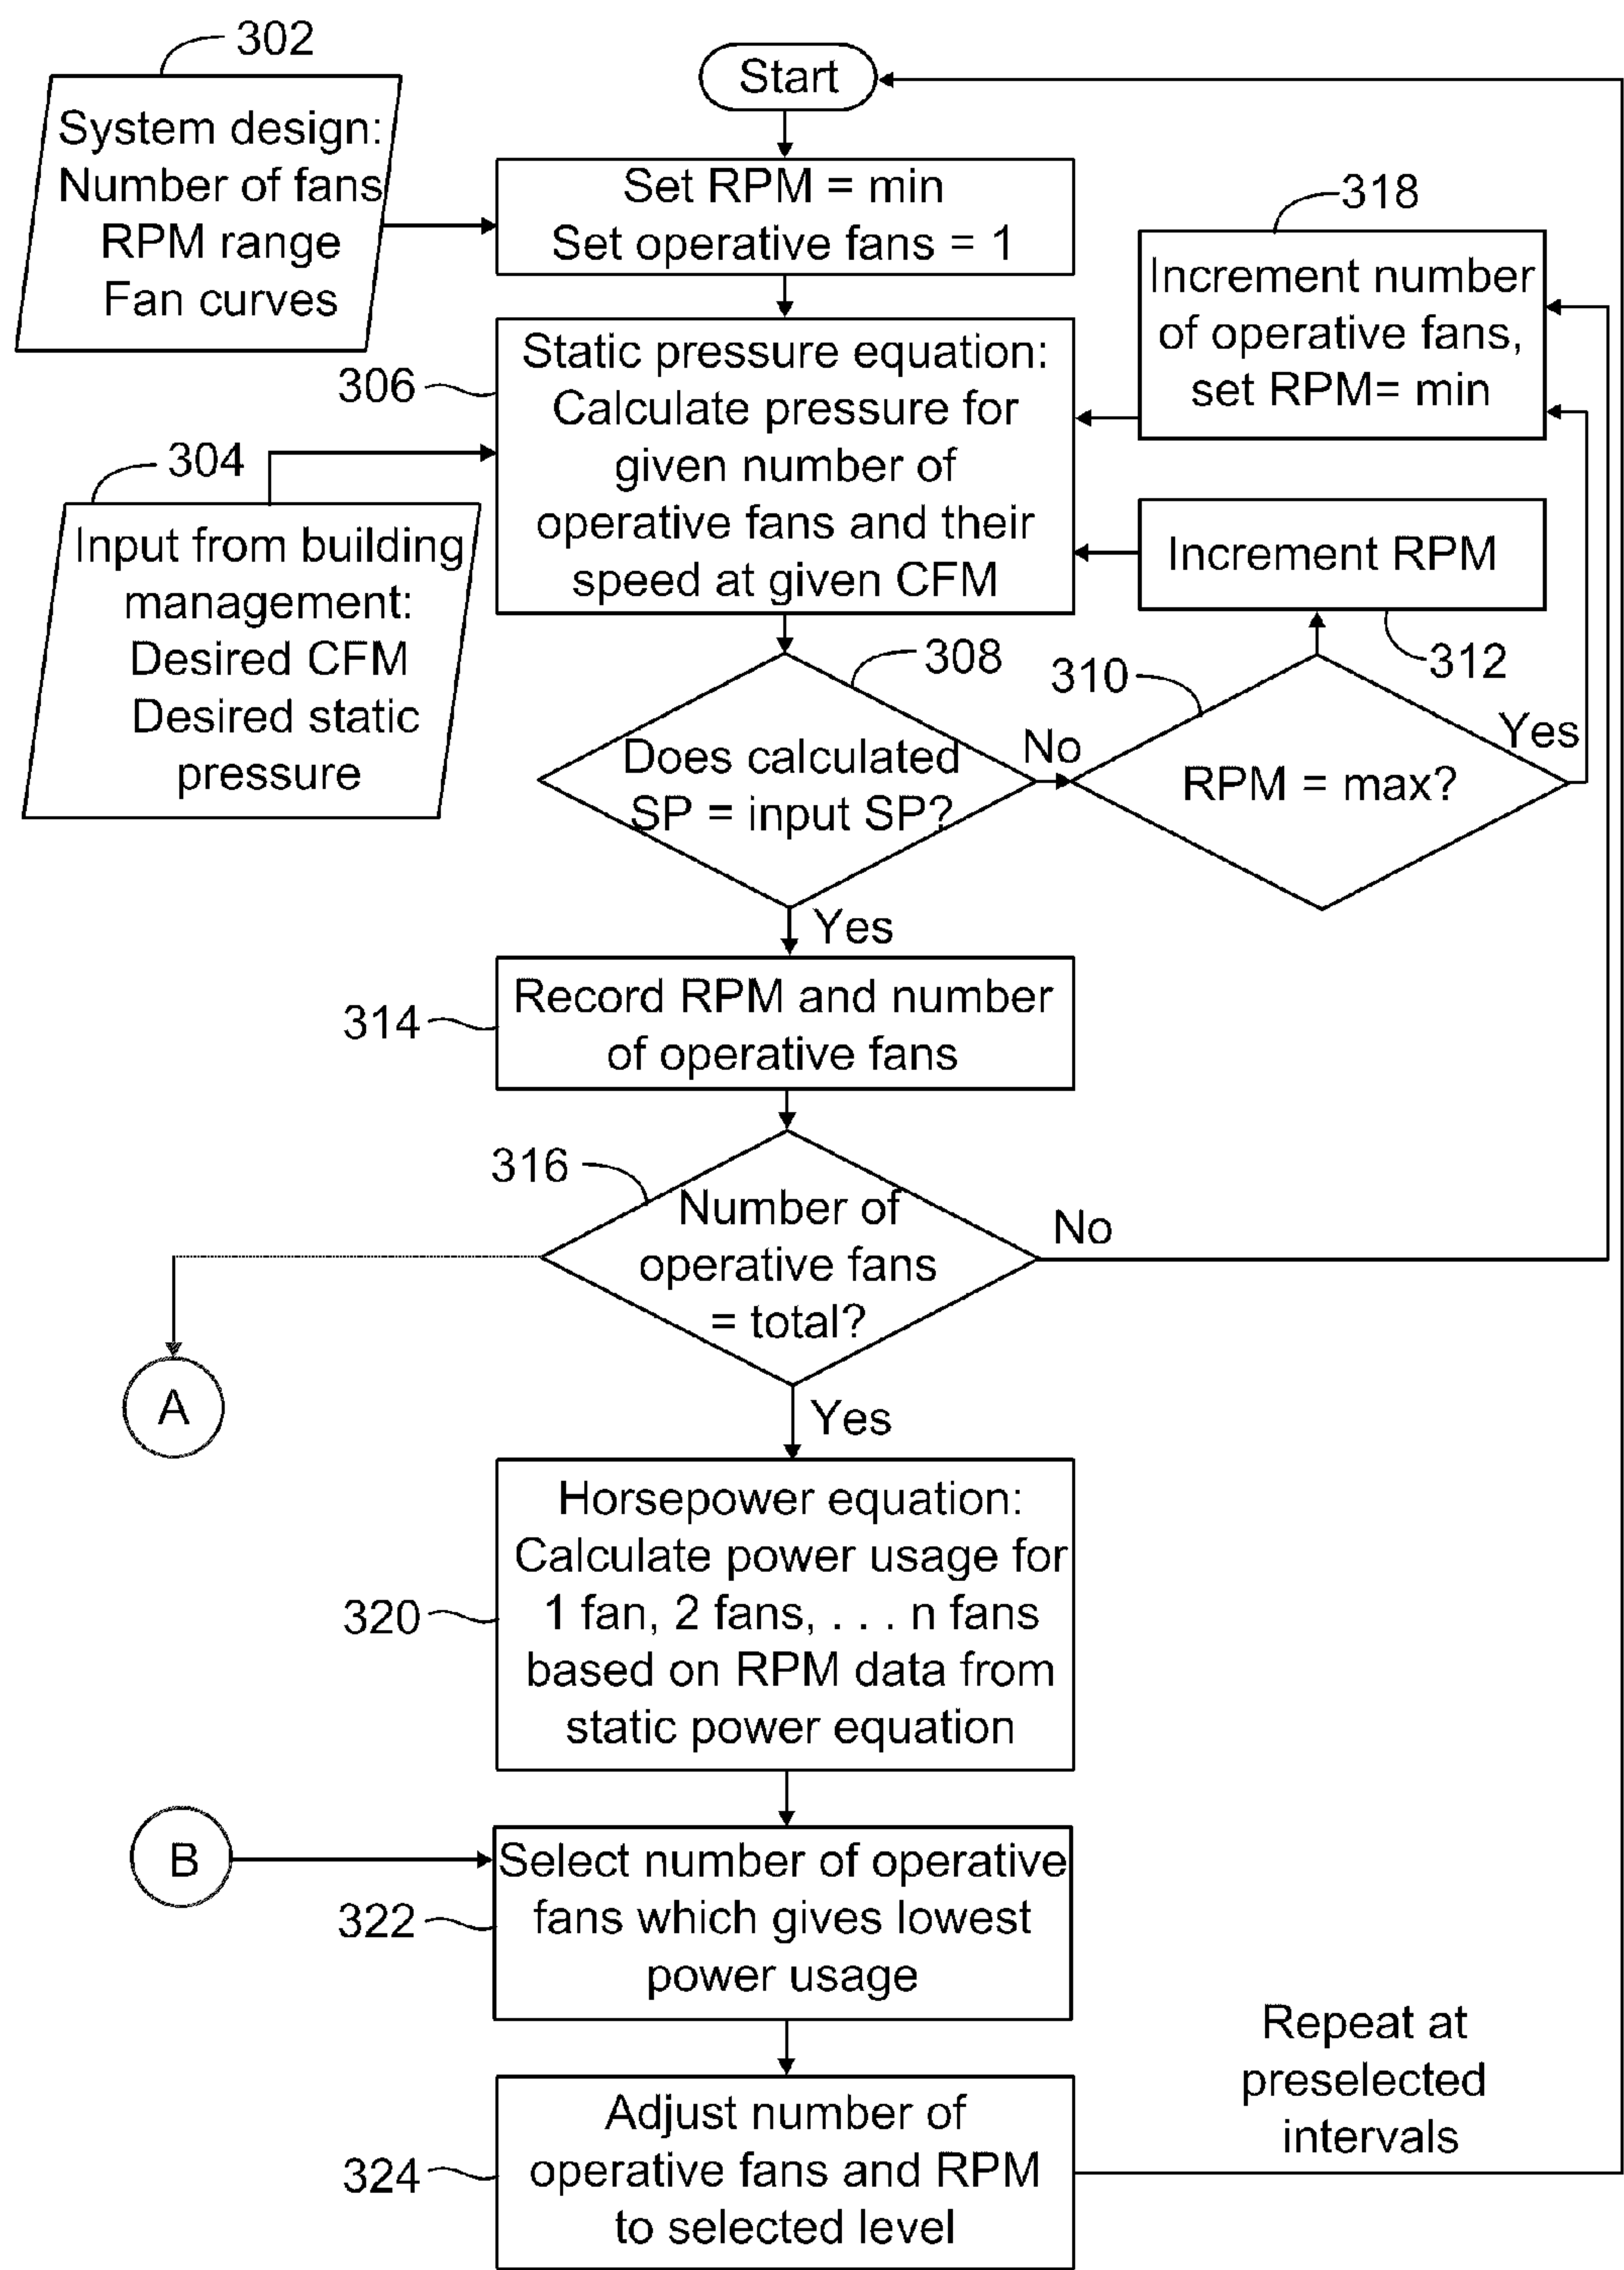 302
Start
System design:
Number of fans
RPM range
Fan curves
Set RPM = min
Set operative fans = 1
318
Increment number
of operative fans,
set RPM= min
306
Static pressure equation:
Calculate pressure for
given number of
operative fans and their
speed at given CFM
304
Input from building
management:
Desired CFM
Desired static
pressure
Increment RPM
312
308
310
Does calculated
SP = input SP?
No
RPM = max?
Yes
Yes
314
Record RPM and number
of operative fans
316
Number of
operative fans
= total?
No
A
Yes
320
Horsepower equation:
Calculate power usage for
1 fan, 2 fans, . . . n fans
based on RPM data from
static power equation
B
322
Select number of operative
fans which gives lowest
power usage
324
Adjust number of
operative fans and RPM
to selected level
Repeat at
preselected
intervals